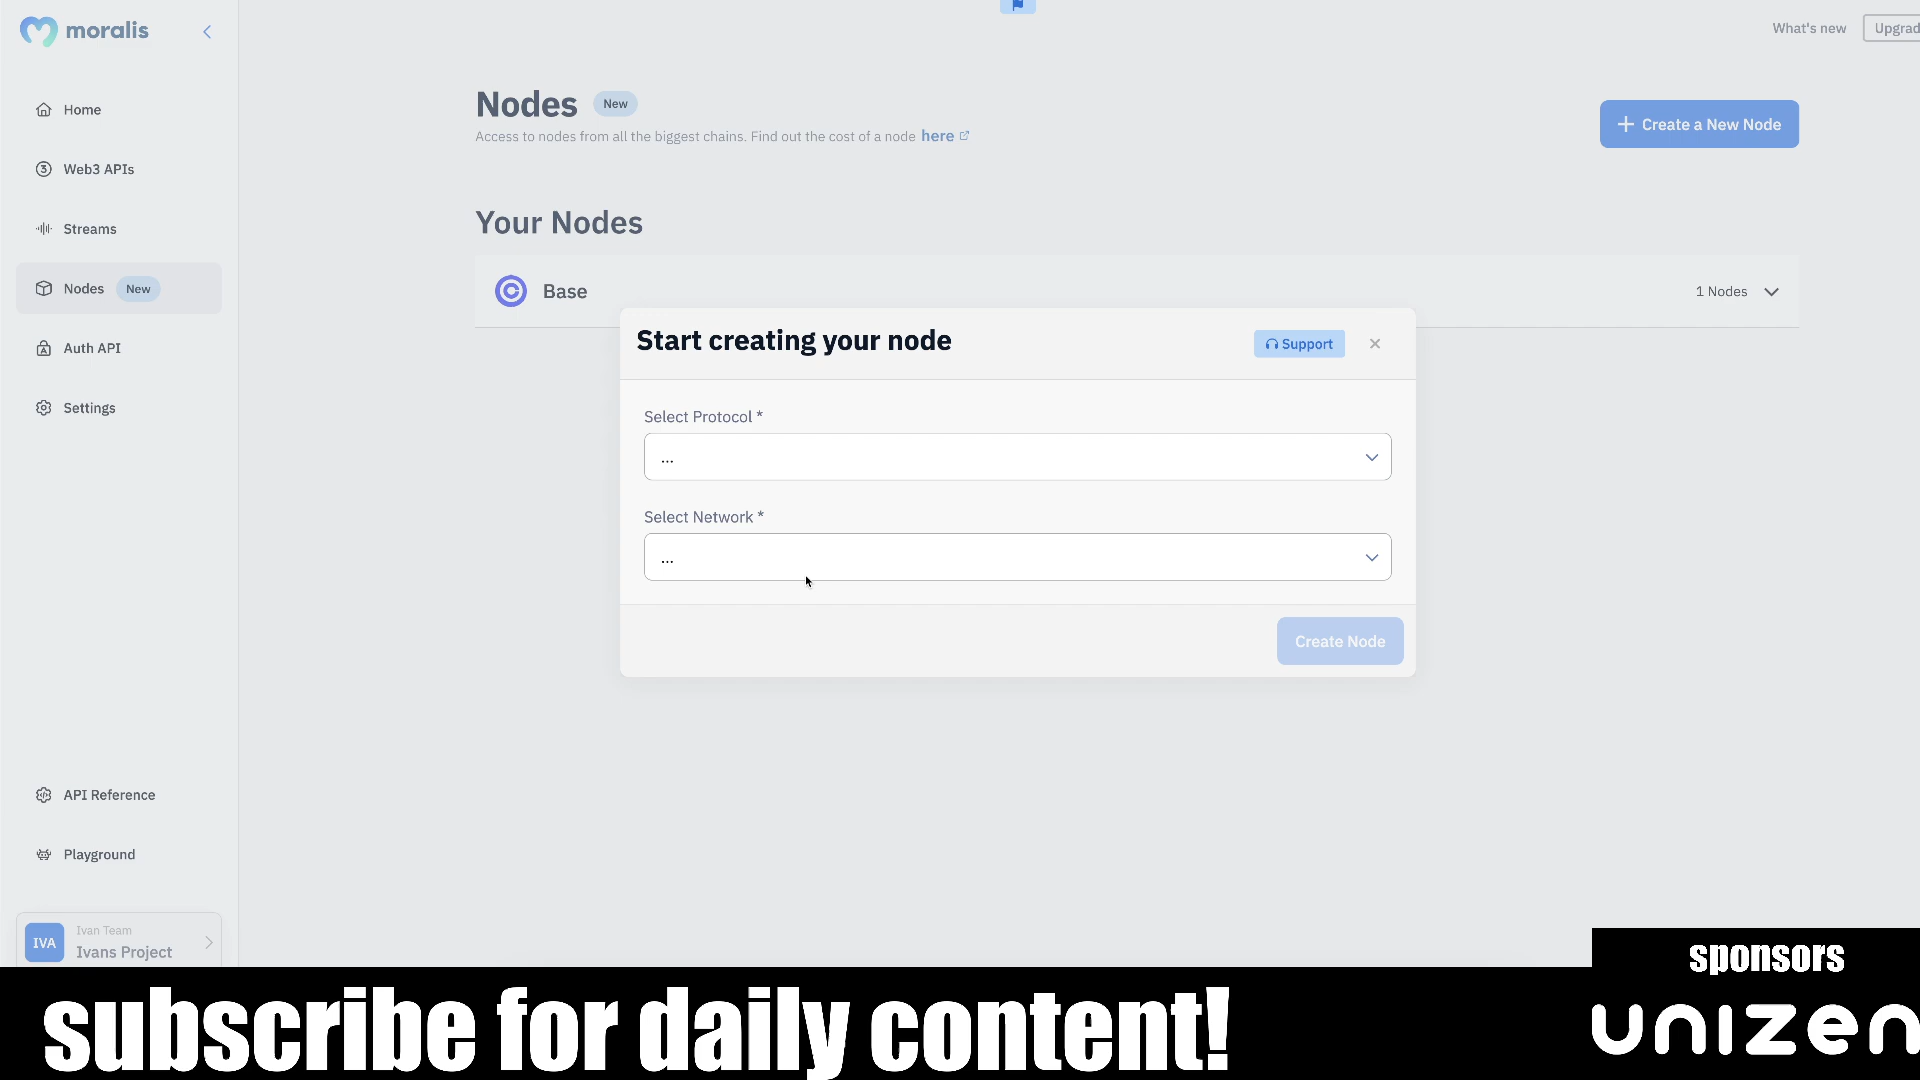 moralis
What's new
Upgrad
Home
Web3 APIs
Streams
Nodes New
Auth API
Settings
API Reference
Playground
IVA
Ivan Team
Ivans Project
Nodes New
Access to nodes from all the biggest chains. Find out the cost of a node here
Create a New Node
Your Nodes
Base
1 Nodes
Start creating your node
Support
Select Protocol *
...
Select Network *
...
Create Node
sponsors
subscribe for daily content!
unizen